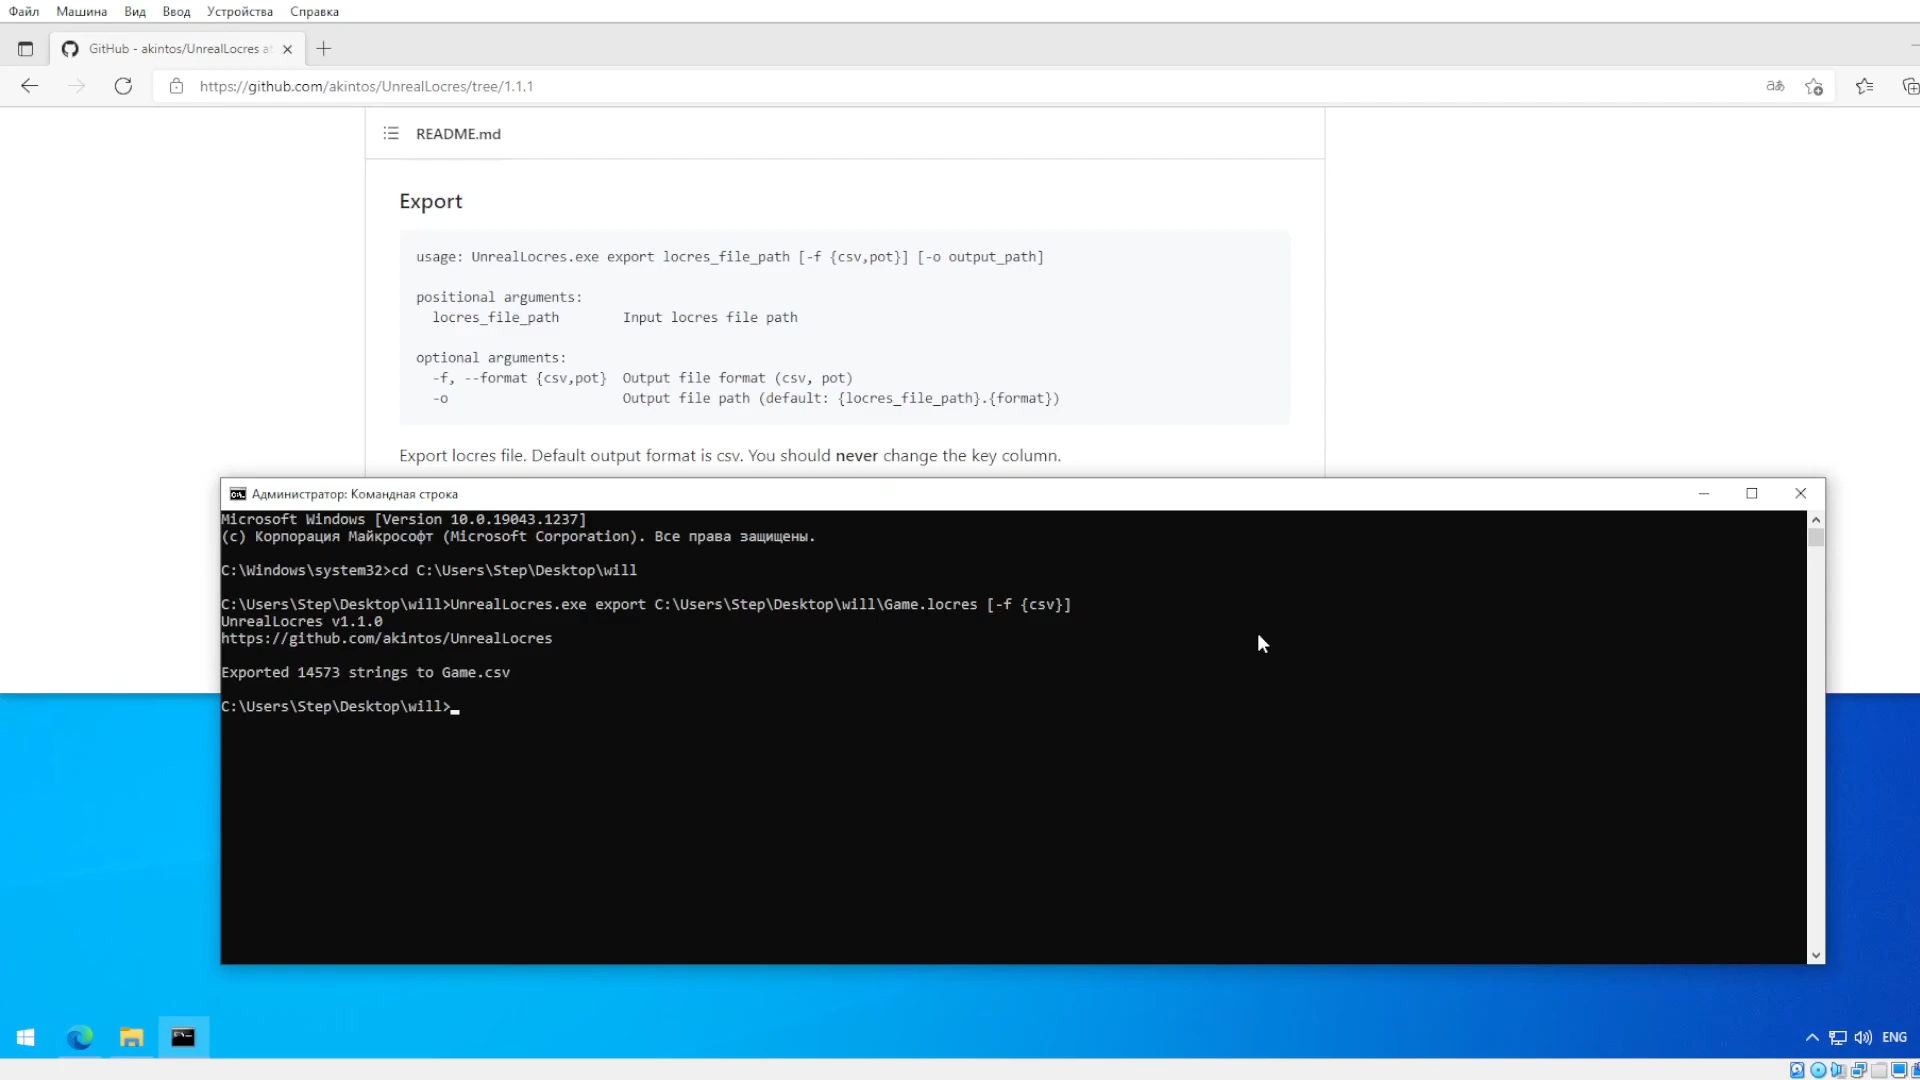 Файл Машина Вид Ввод Устройства Справка
GitHub - akintos/UnrealLocres at
https://github.com/akintos/UnrealLocres/tree/1.1.1
README.md
Export
usage: UnrealLocres.exe export locres_file_path [-f {csv,pot}] [-o output_path]
positional arguments:
locres_file_path Input locres file path
optional arguments:
-f, --format {csv,pot} Output file format (csv, pot)
-o Output file path (default: {locres_file_path}.{format})
Export locres file. Default output format is csv. You should never change the key column.
Администратор: Командная строка
Microsoft Windows [Version 10.0.19043.1237]
(c) Корпорация Майкрософт (Microsoft Corporation). Все права защищены.
C:\Windows\system32>cd C:\Users\Step\Desktop\will
C:\Users\Step\Desktop\will>UnrealLocres.exe export C:\Users\Step\Desktop\will\Game.locres [-f {csv}]
UnrealLocres v1.1.0
https://github.com/akintos/UnrealLocres
Exported 14573 strings to Game.csv
C:\Users\Step\Desktop\will>
ENG